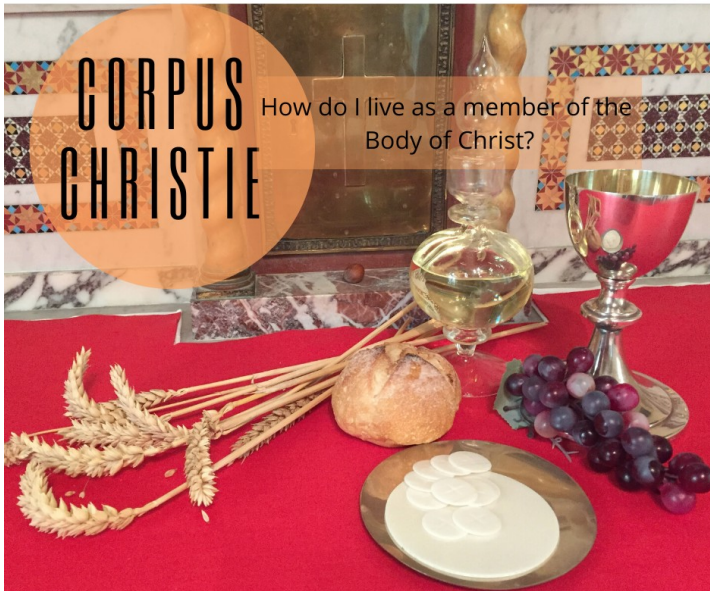 CORPUS
CHRISTIE
How do I live as a member of the
Body of Christ?